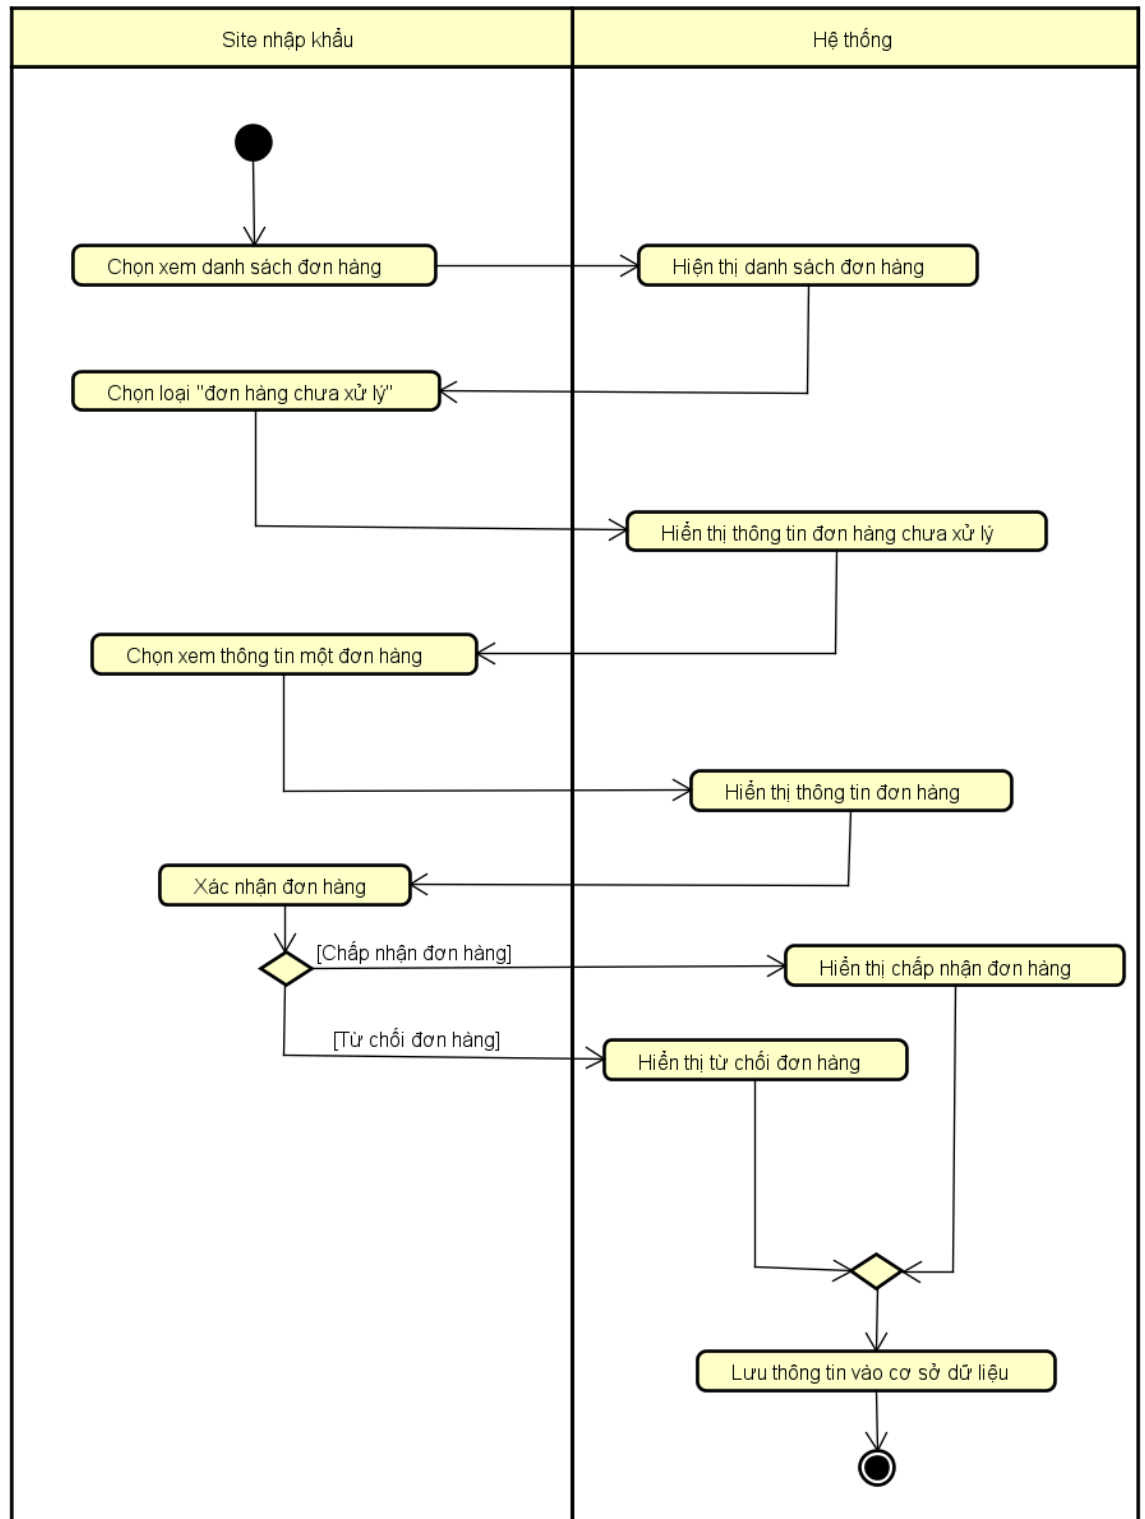 Site nhập khẩu
Hệ thống
Chọn xem danh sách đơn hàng
Hiện thị danh sách đơn hàng
Chọn loại "đơn hàng chưa xử lý"
Hiển thị thông tin đơn hàng chưa xử lý
Chọn xem thông tin một đơn hàng
Hiển thị thông tin đơn hàng
Xác nhận đơn hàng
[Chấp nhận đơn hàng]
Hiển thị chấp nhận đơn hàng
[Từ chối đơn hàng]
Hiển thị từ chối đơn hàng
Lưu thông tin vào cơ sở dữ liệu